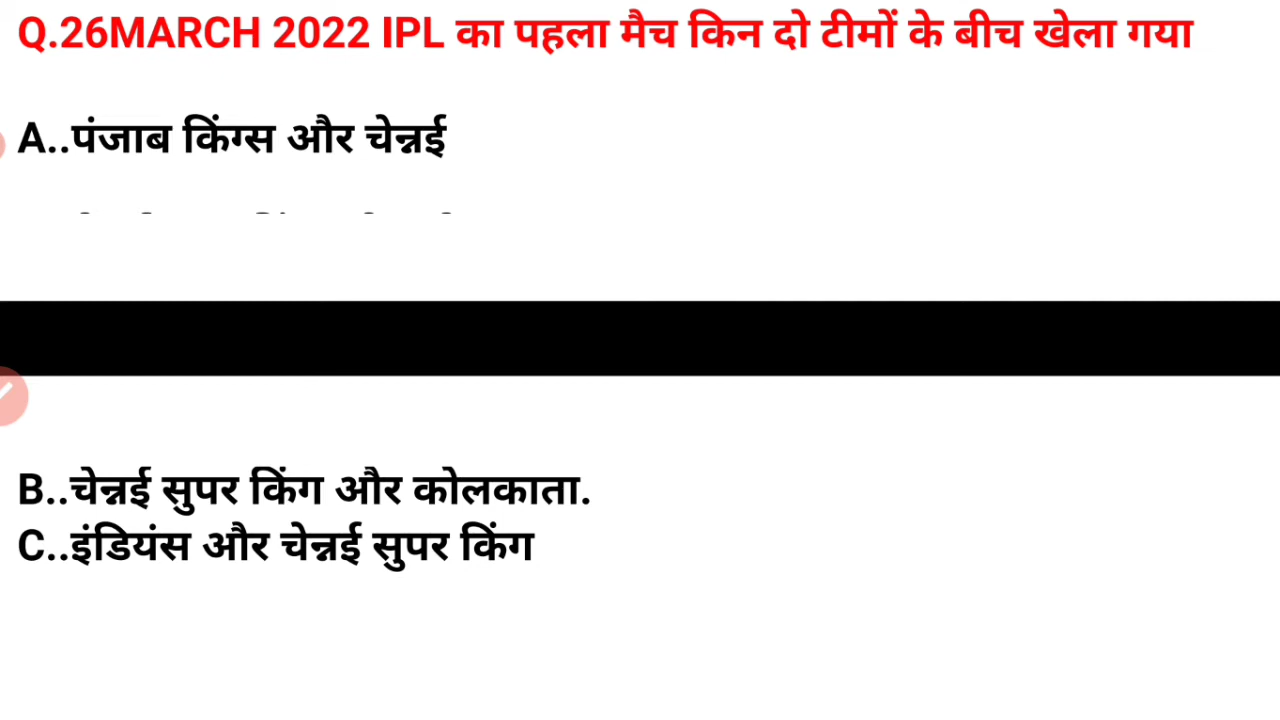 Q.26MARCH 2022 IPL का पहला मैच किन दो टीमों के बीच खेला गया
A..पंजाब किंग्स और चेन्नई
B..चेन्नई सुपर किंग और कोलकाता.
C..इंडियंस और चेन्नई सुपर किंग